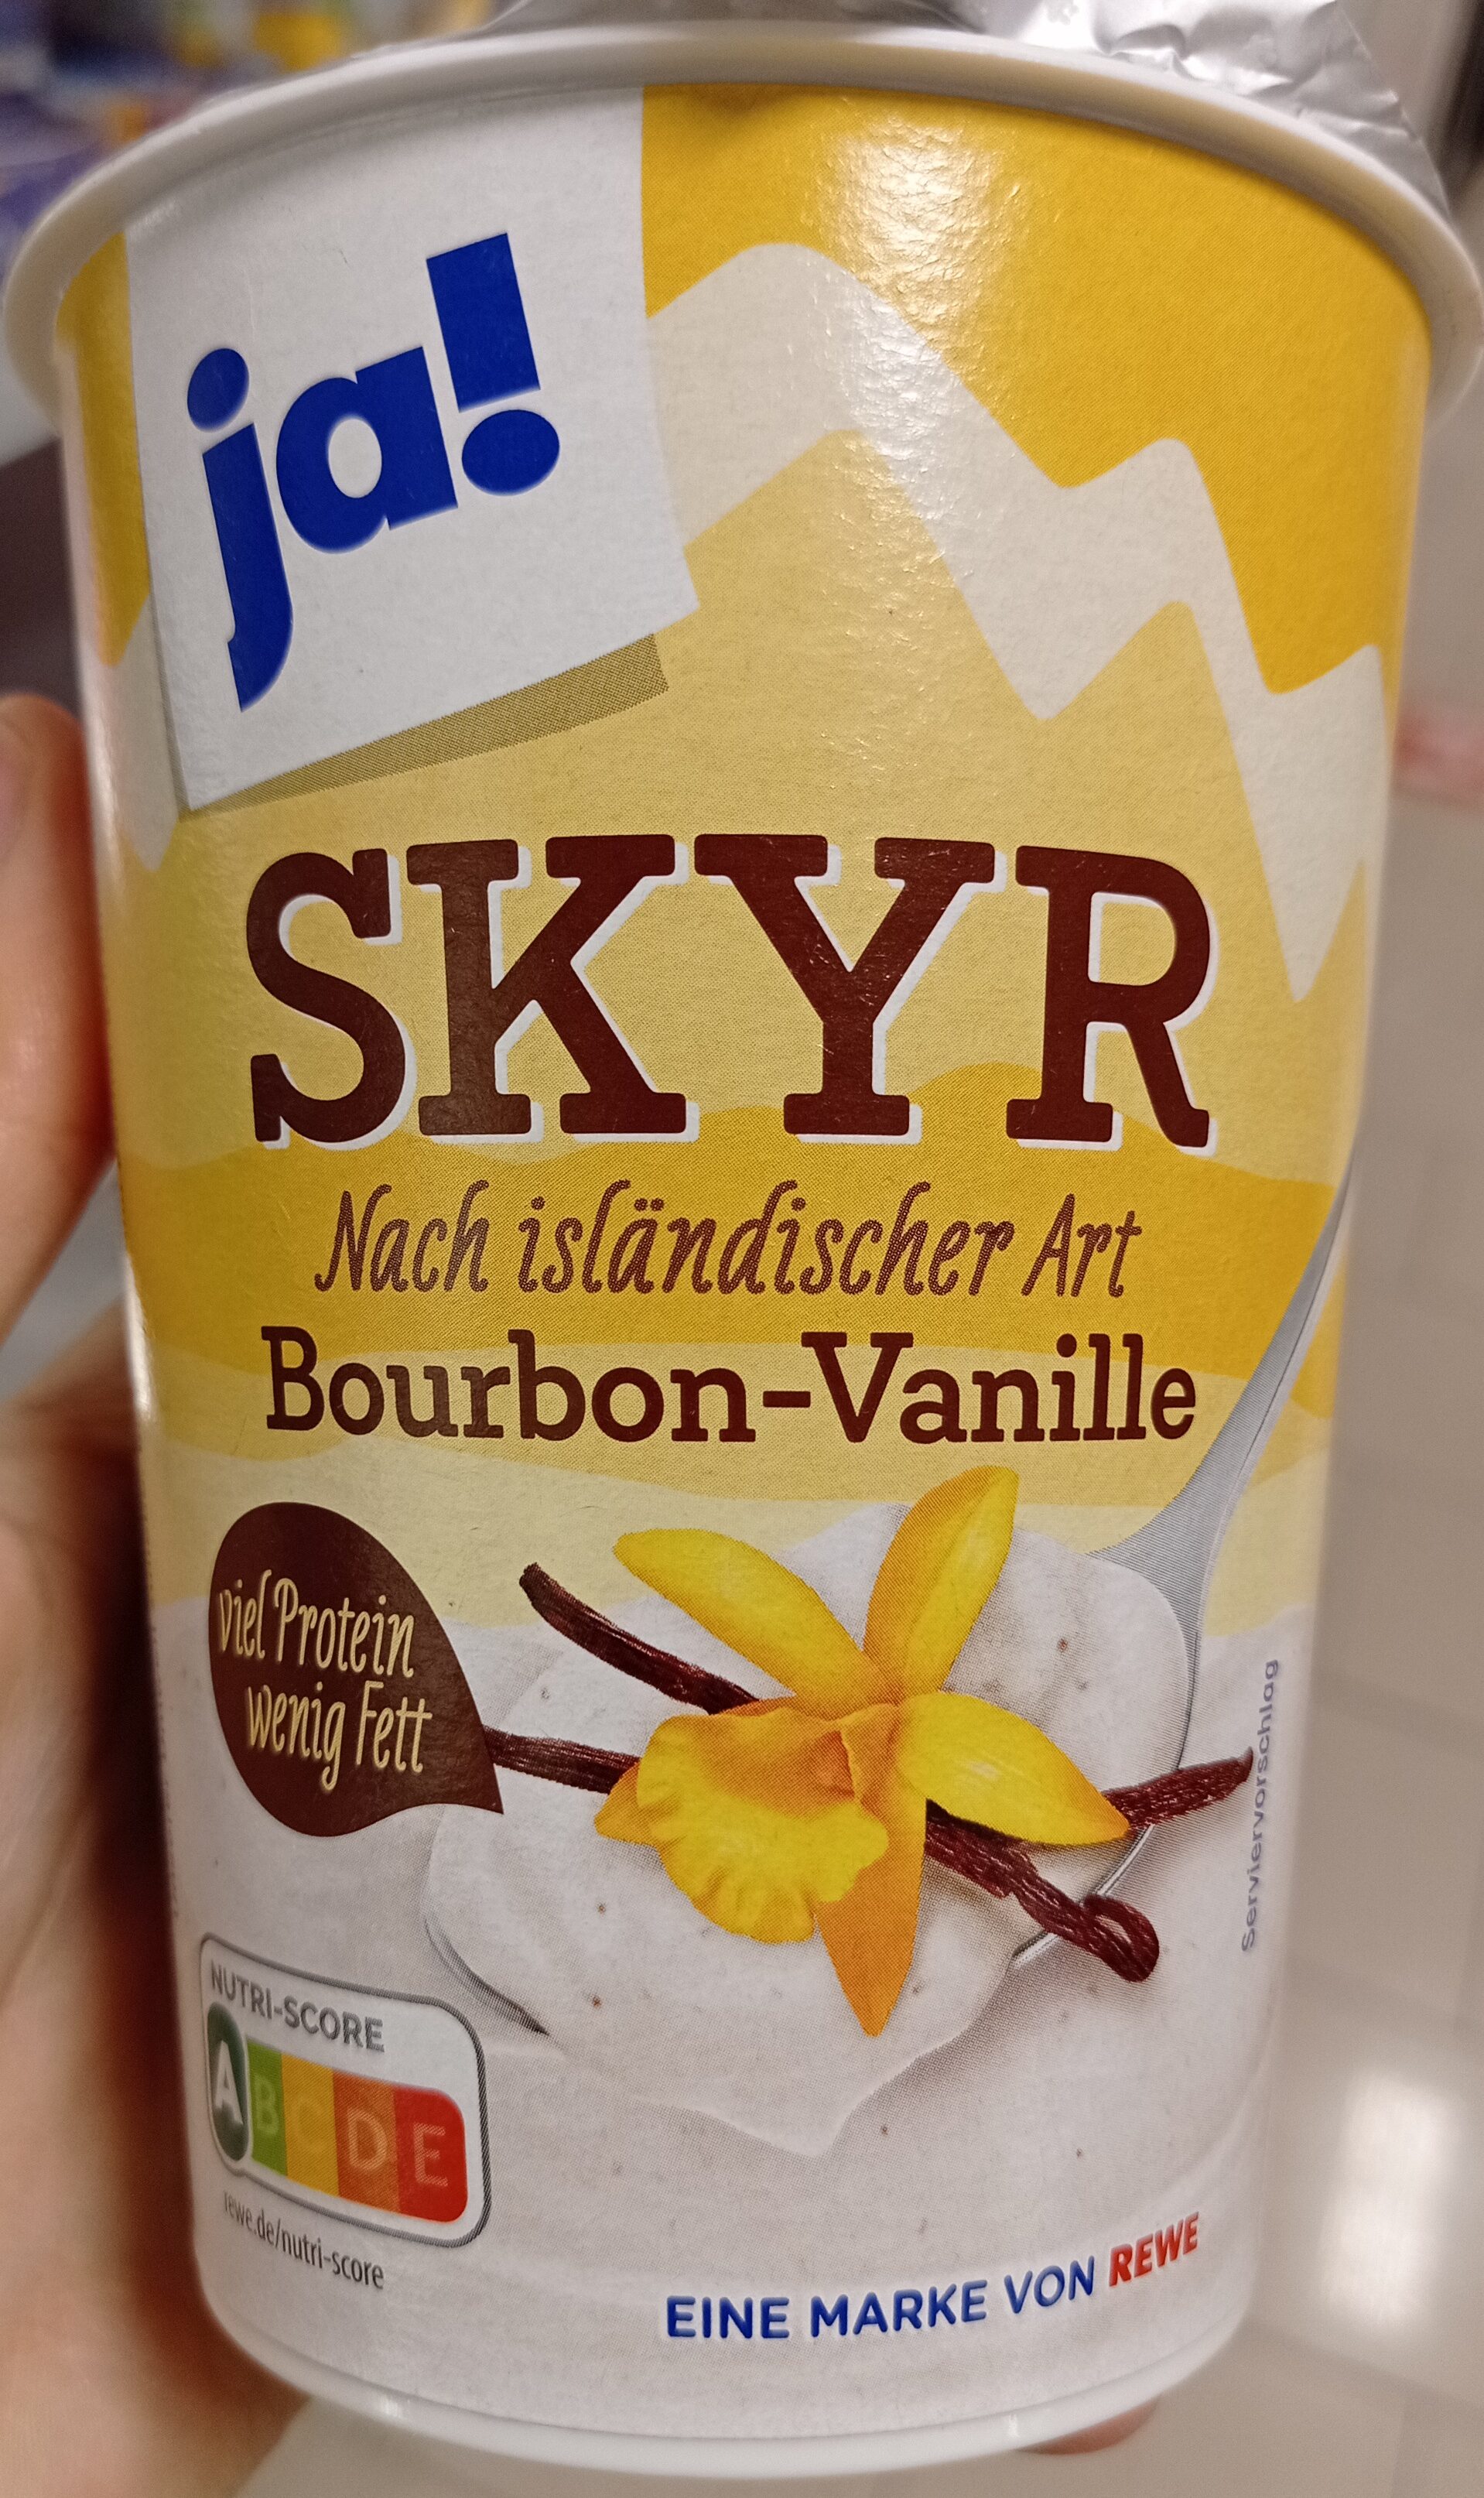 ja!
SKYR
Nach isländischer Art
Bourbon-Vanille
viel Protein
wenig Fett
Serviervorschlag
NUTRI-SCORE
A B C D E
rewe.de/nutri-score
EINE MARKE VON REWE